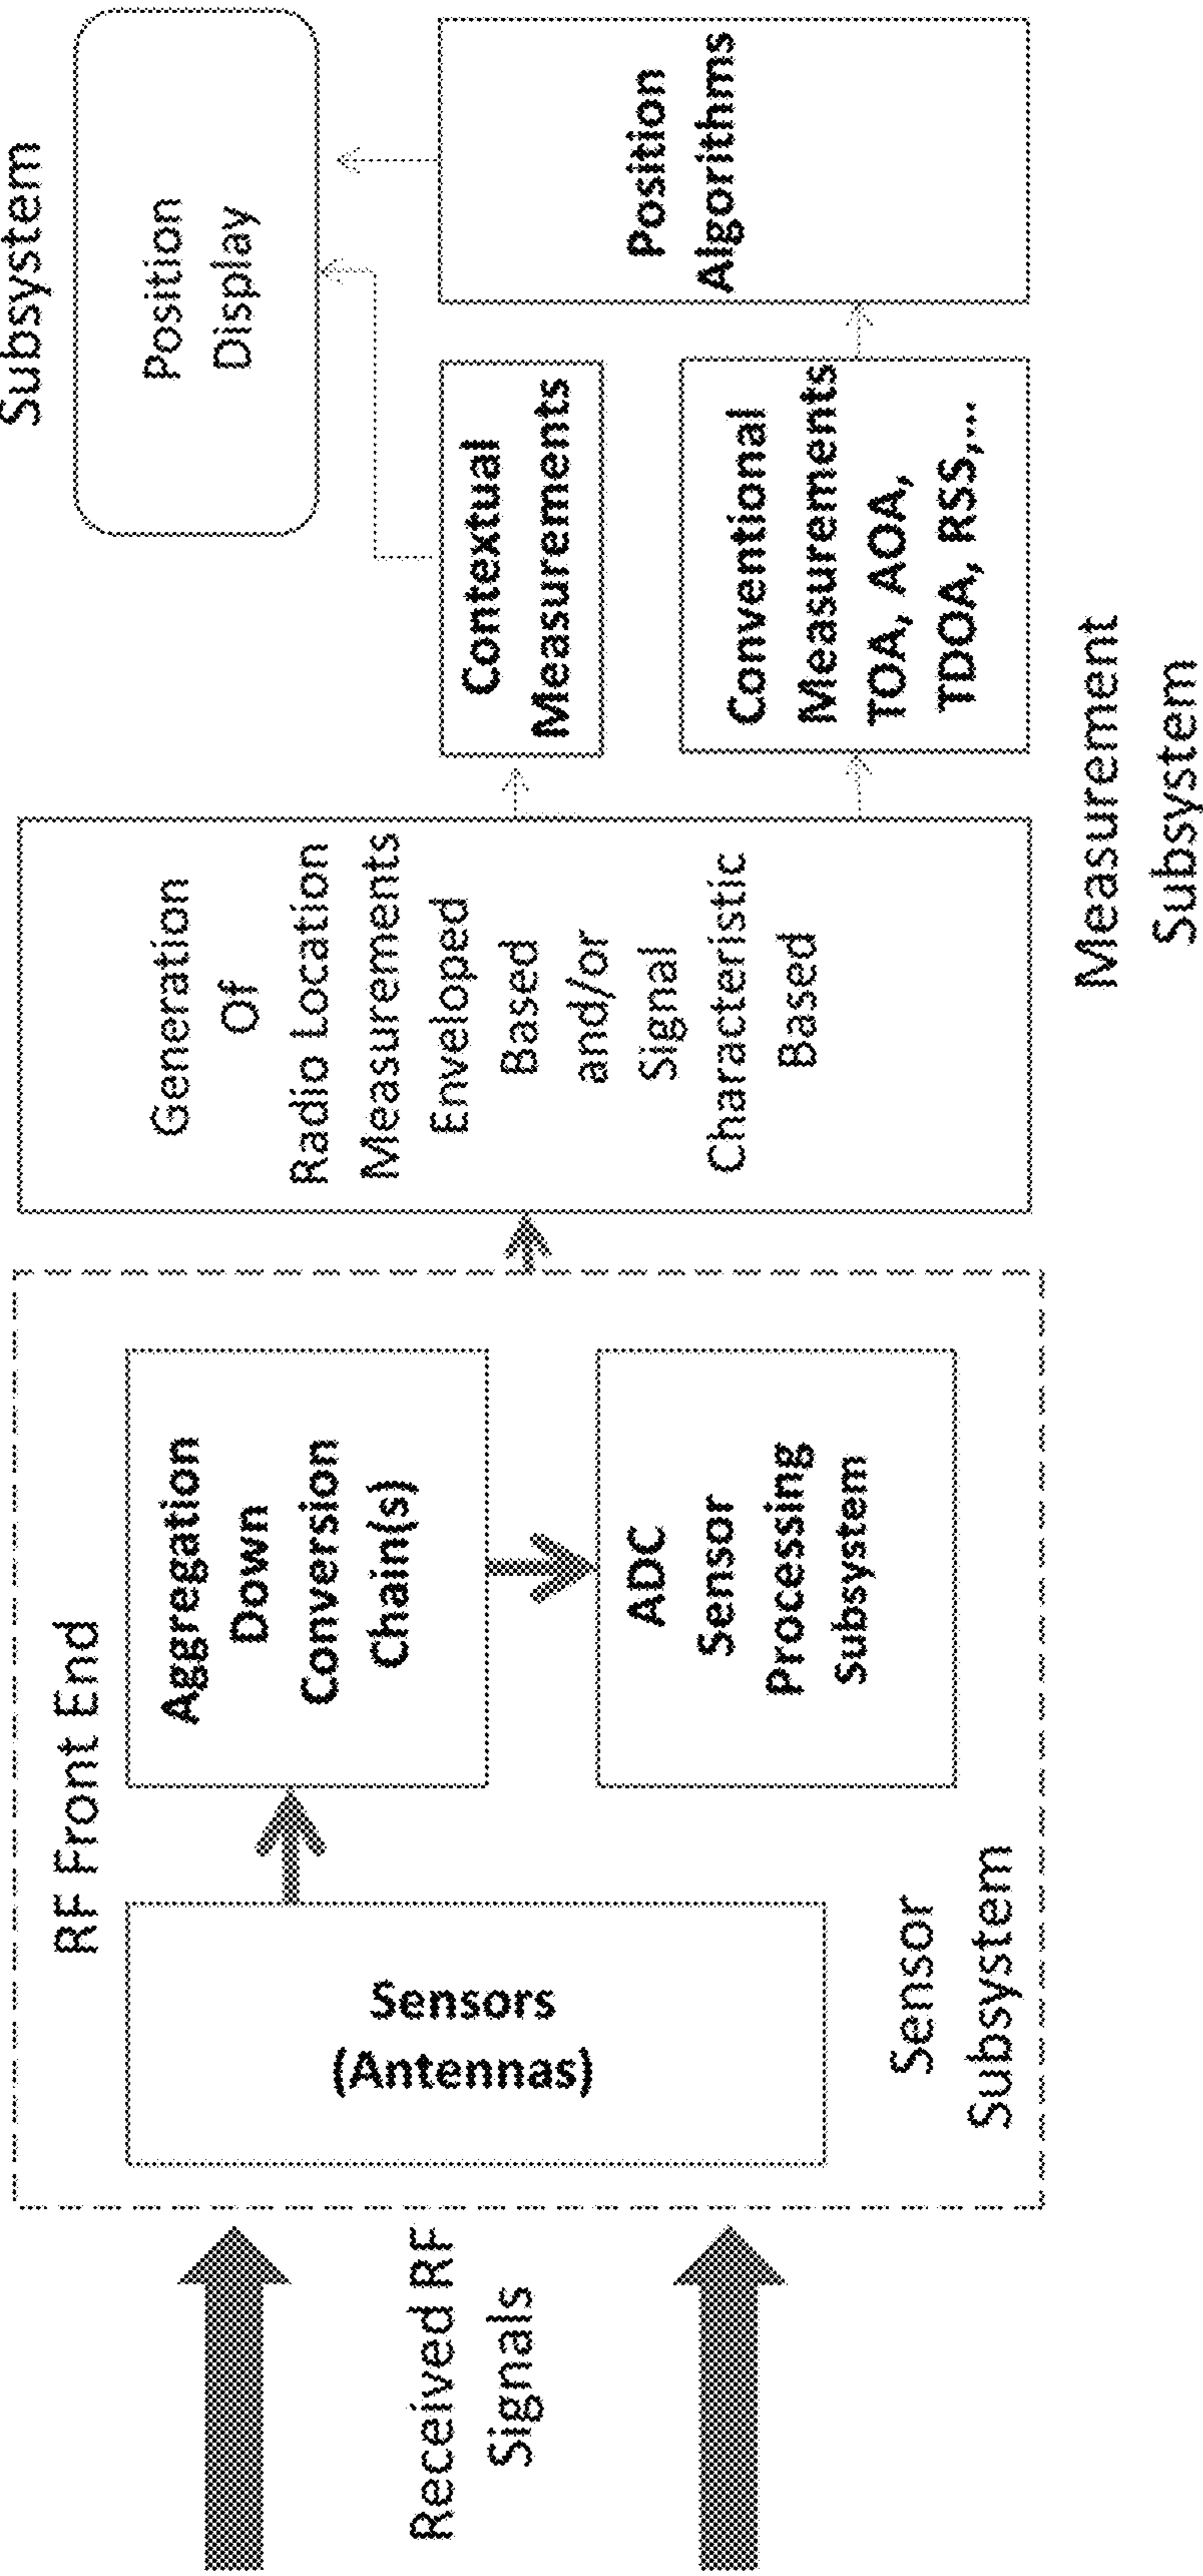 Received RF
Signals
RF Front End
Sensors
(Antennas)
Aggregation
Down
Conversion
Chain(s)
ADC
Sensor
Processing
Subsystem
Sensor
Subsystem
Generation
Of
Radio Location
Measurements
Enveloped
Based
and/or
Signal
Characteristic
Based
Contextual
Measurements
Conventional
Measurements
TOA, AOA,
TDOA, RSS,...
Measurement
Subsystem
Subsystem
Position
Display
Position
Algorithms